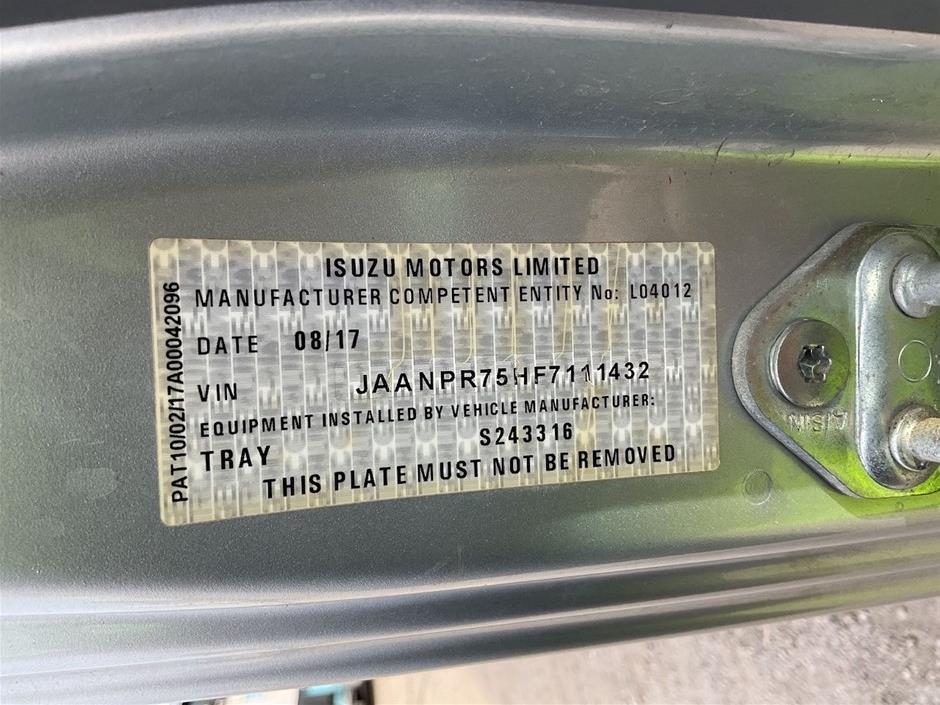 ISUZU MOTORS LIMITED
MANUFACTURER COMPETENT ENTITY No: L04012
DATE 08/17
VIN JAANPR75HF7111432
EQUIPMENT INSTALLED BY VEHICLE MANUFACTURER:
TRAY S243316
THIS PLATE MUST NOT BE REMOVED
PAT10/02/17A00042096
AISIN